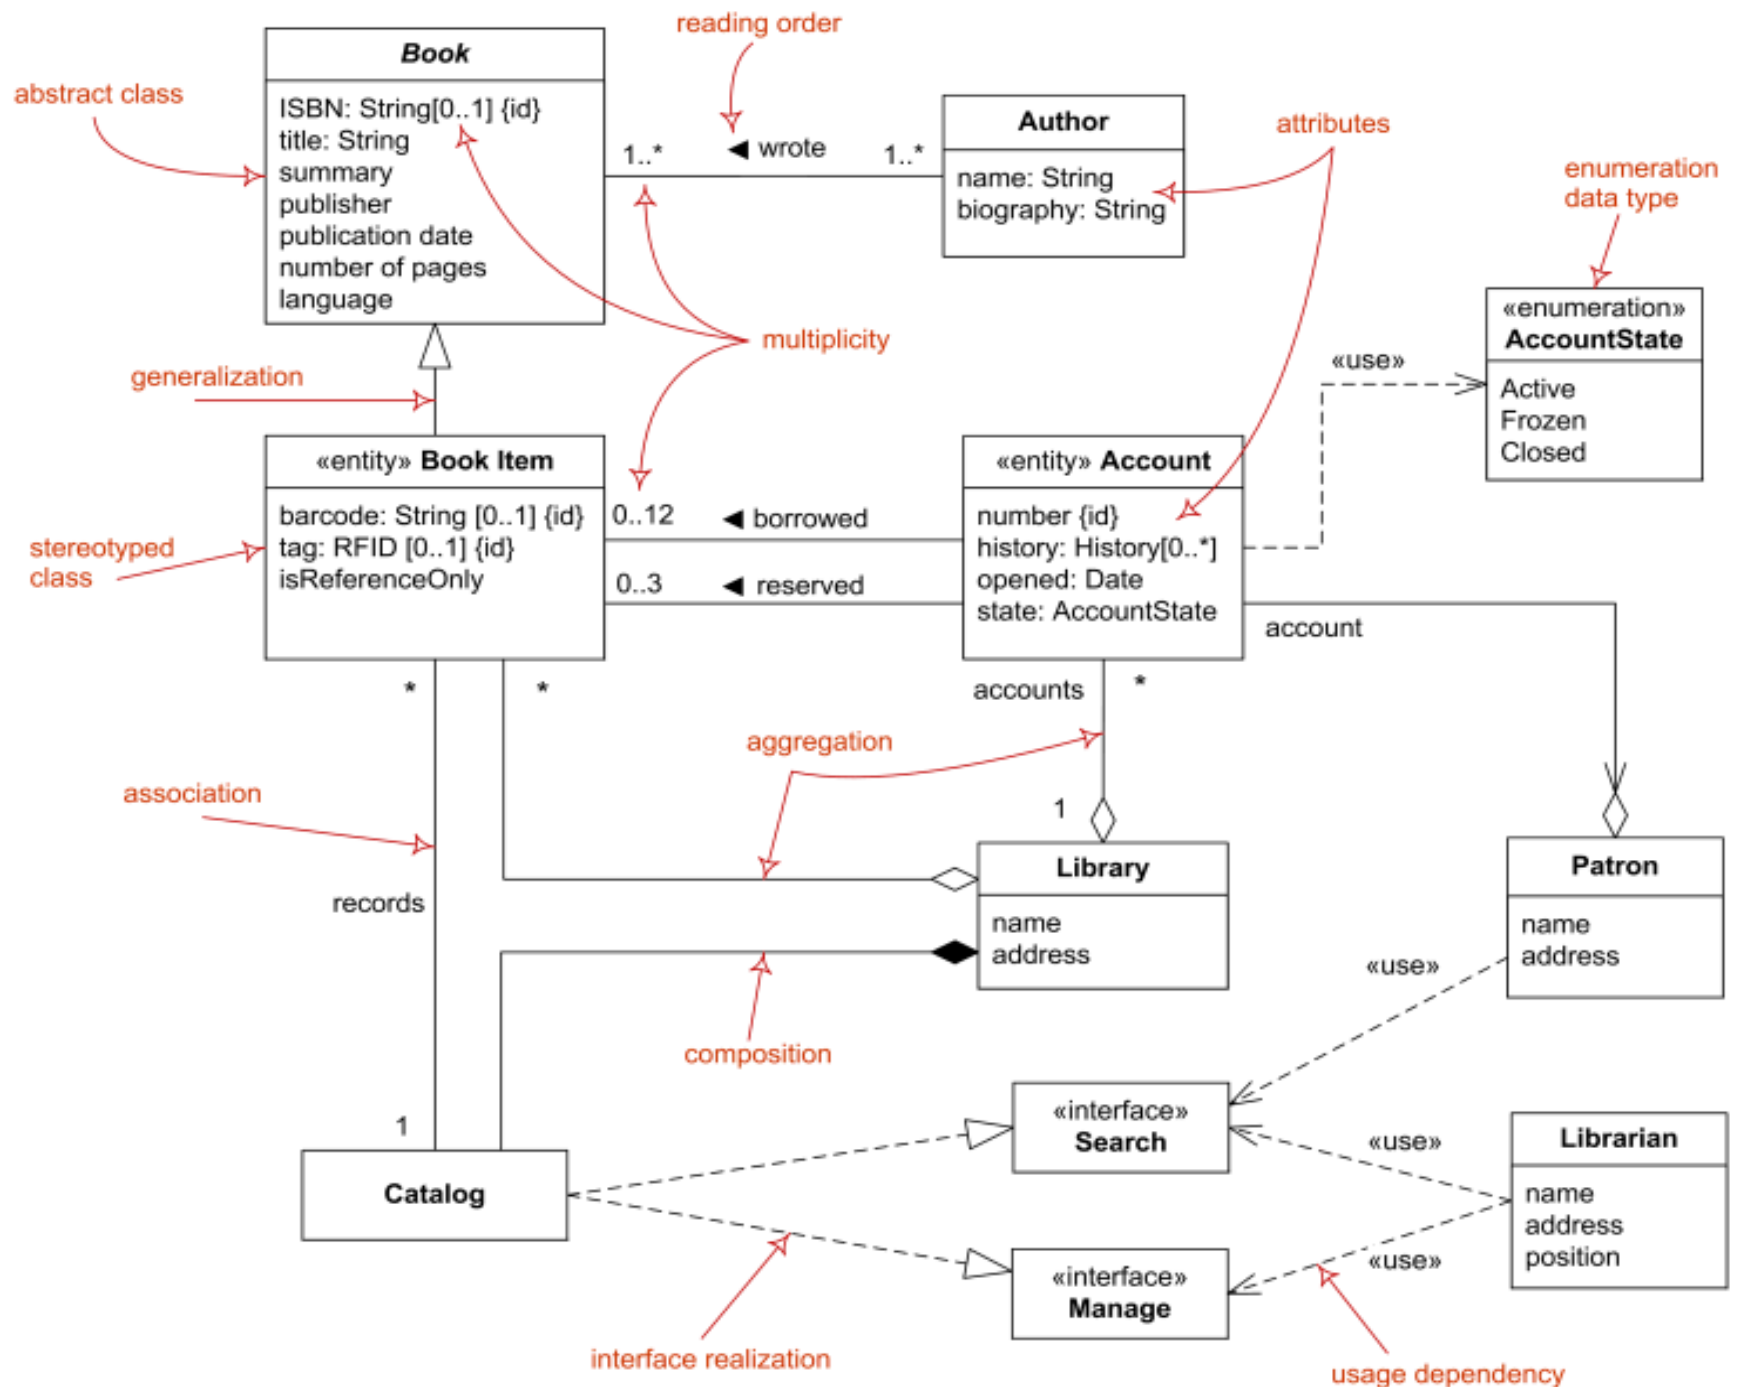 reading order
Book
abstract class
ISBN: String[0..1] {id}
title: String
summary
publisher
publication date
number of pages
language
1..*
◄ wrote
1..*
Author
name: String
biography: String
attributes
enumeration
data type
«enumeration»
AccountState
Active
Frozen
Closed
multiplicity
«use»
generalization
«entity» Book Item
barcode: String [0..1] {id}
tag: RFID [0..1] {id}
isReferenceOnly
stereotyped
class
0..12
◄ borrowed
0..3
◄ reserved
«entity» Account
number {id}
history: History[0..*]
opened: Date
state: AccountState
account
*
*
accounts
*
aggregation
association
1
records
Library
name
address
Patron
name
address
«use»
composition
1
Catalog
«interface»
Search
«use»
Librarian
name
address
position
«interface»
Manage
«use»
interface realization
usage dependency